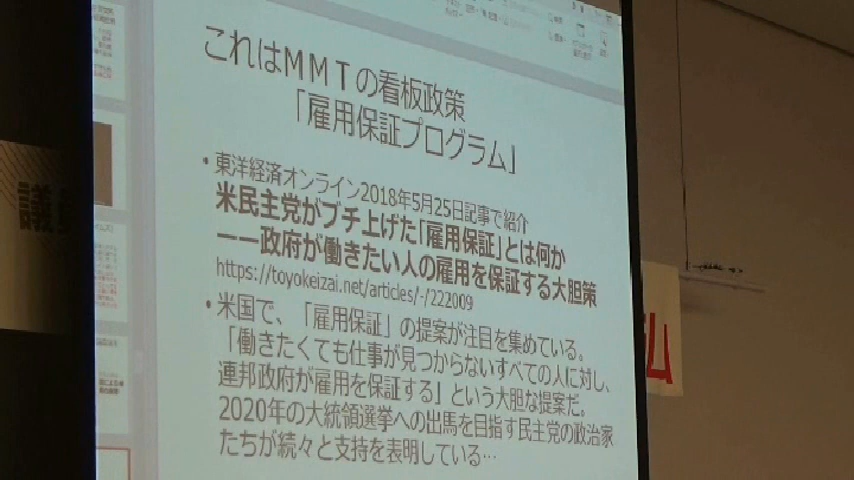 これはMMTの看板政策
「雇用保証プログラム」
・東洋経済オンライン2018年5月25日記事で紹介
米民主党がブチ上げた「雇用保証」とは何か
――政府が働きたい人の雇用を保証する大胆策
https://toyokeizai.net/articles/-/222009
・米国で、「雇用保証」の提案が注目を集めている。
「働きたくても仕事が見つからないすべての人に対し、
連邦政府が雇用を保証する」という大胆な提案だ。
2020年の大統領選挙への出馬を目指す民主党の政治家
たちが続々と支持を表明している…
議